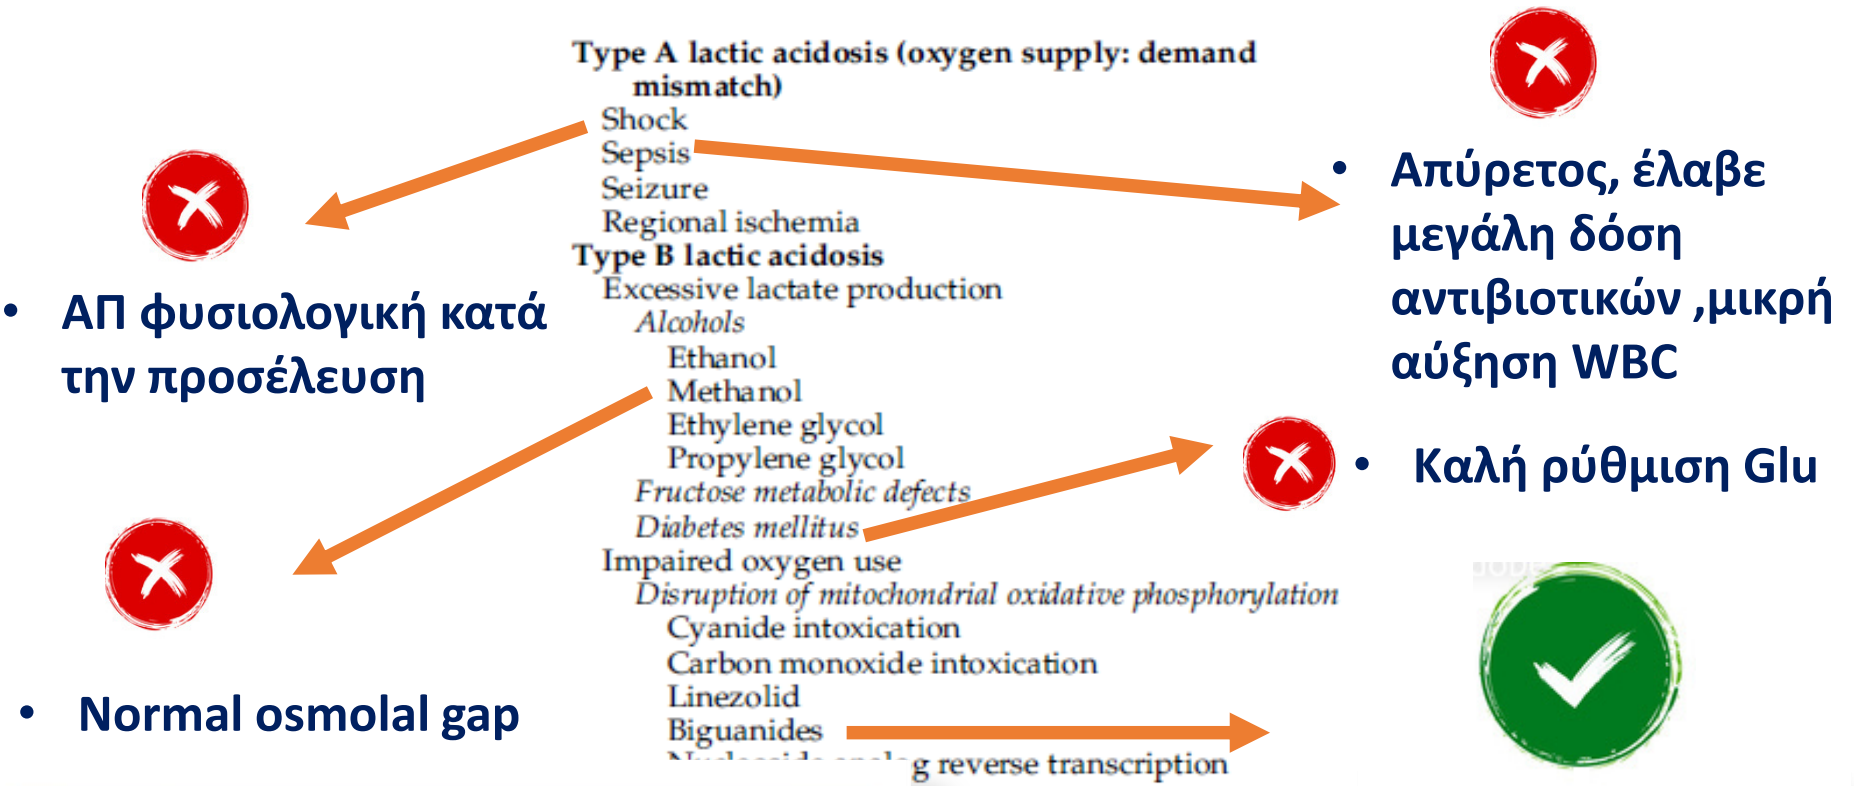 Type A lactic acidosis (oxygen supply: demand
mismatch)
Shock
Sepsis
Seizure
Regional ischemia
Type B lactic acidosis
Excessive lactate production
Alcohols
Ethanol
Methanol
Ethylene glycol
Propylene glycol
Fructose metabolic defects
Diabetes mellitus
Impaired oxygen use
Disruption of mitochondrial oxidative phosphorylation
Cyanide intoxication
Carbon monoxide intoxication
Linezolid
Biguanides
g reverse transcription
• ΑΠ φυσιολογική κατά
την προσέλευση
• Normal osmolal gap
• Απύρετος, έλαβε
μεγάλη δόση
αντιβιοτικών ,μικρή
αύξηση WBC
• Καλή ρύθμιση Glu